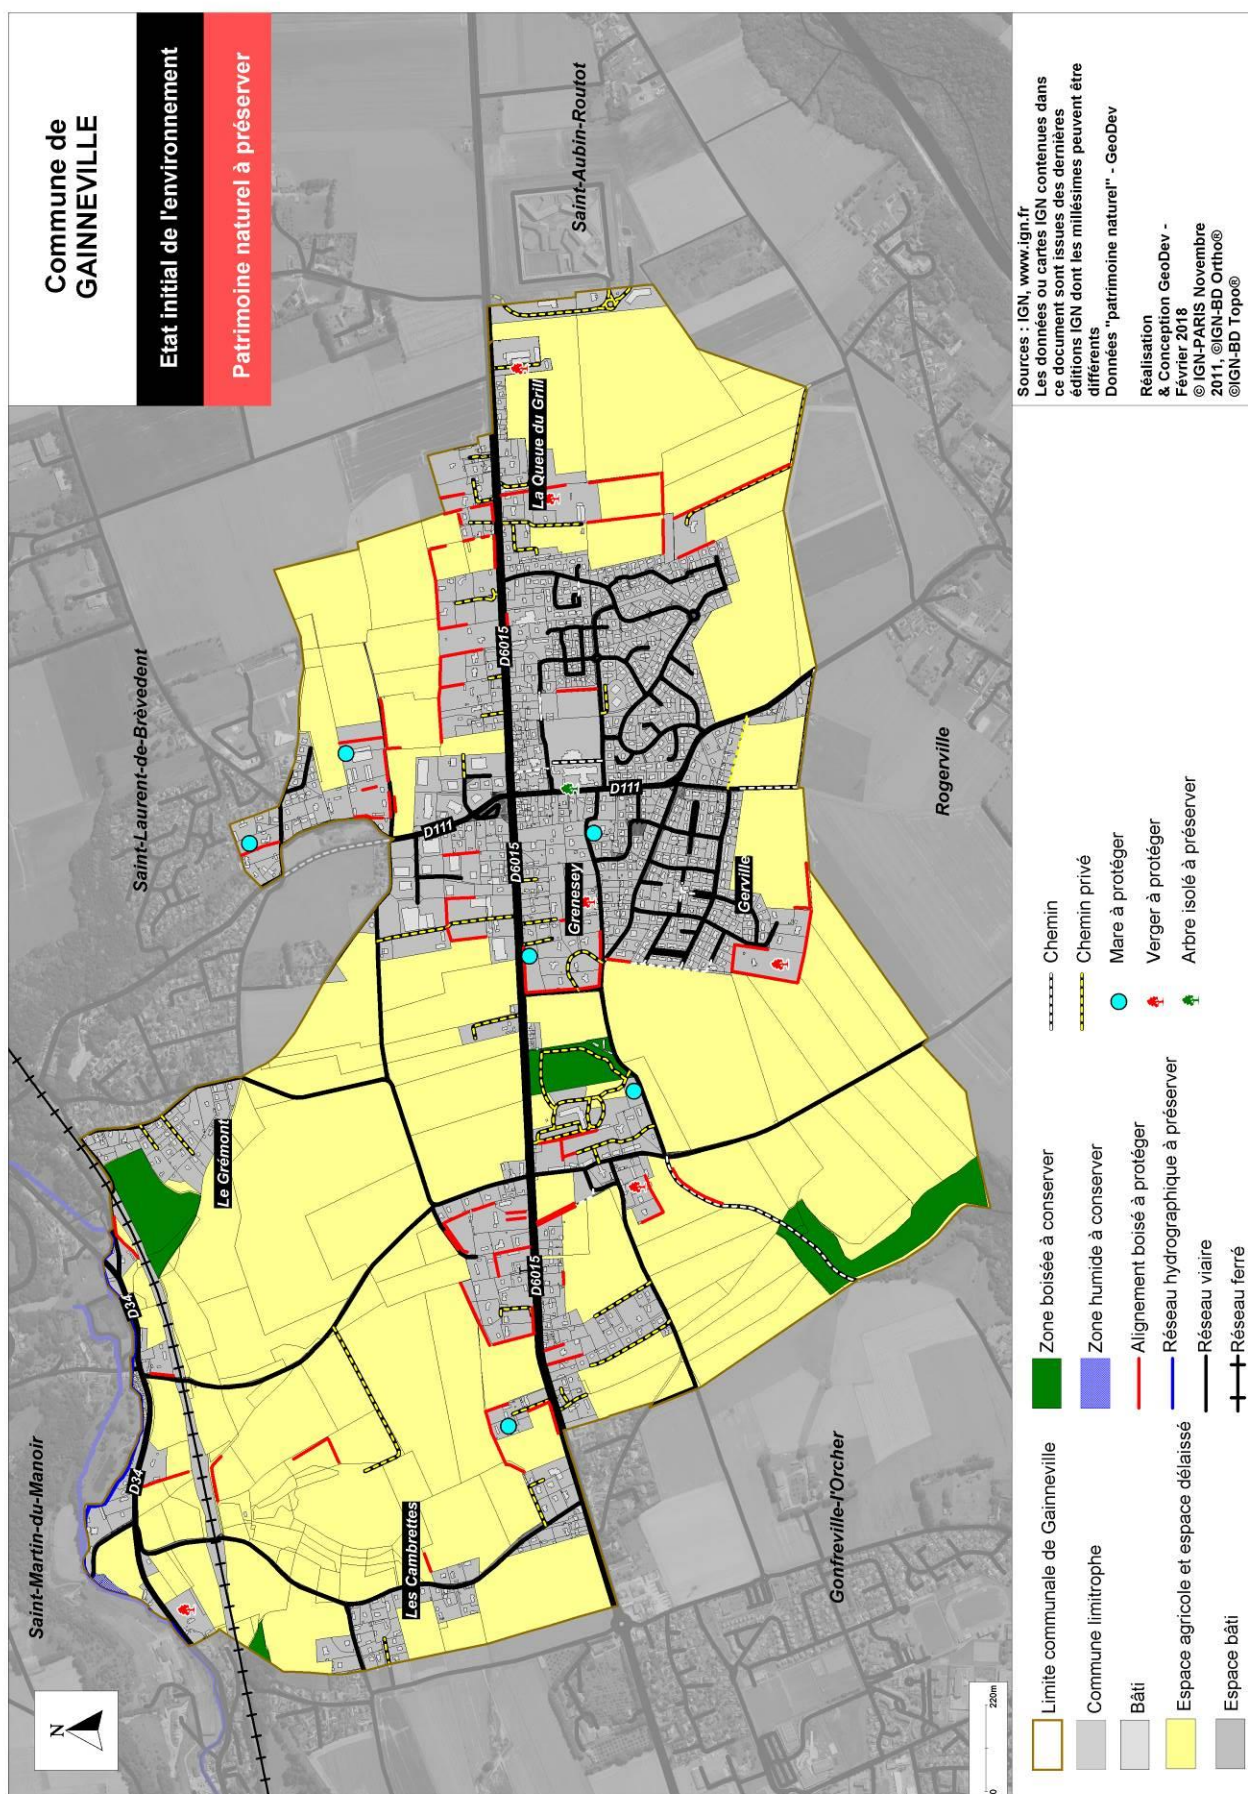 Commune de
GAINNEVILLE
Etat initial de l'environnement
Patrimoine naturel à préserver
N
Saint-Martin-du-Manoir
Saint-Laurent-de-Brèvedent
Saint-Aubin-Routot
D34
D34
Le Grémont
Les Cambrettes
D111
D6015
D6015
D6015
La Queue du Grill
Grenesey
D111
Gerville
Gonfreville-l'Orcher
Rogerville
0
220m
Limite communale de Gainneville
Commune limitrophe
Bâti
Espace agricole et espace délaissé
Espace bâti
Zone boisée à conserver
Zone humide à conserver
Alignement boisé à protéger
Réseau hydrographique à préserver
Réseau viaire
Réseau ferré
Chemin
Chemin privé
Mare à protéger
Verger à protéger
Arbre isolé à préserver
Sources : IGN, www.ign.fr
Les données ou cartes IGN contenues dans
ce document sont issues des dernières
éditions IGN dont les millésimes peuvent être
différents
Données "patrimoine naturel" - GeoDev
Réalisation
& Conception GeoDev -
Février 2018
© IGN-PARIS Novembre
2011, ©IGN-BD Ortho®
©IGN-BD Topo®